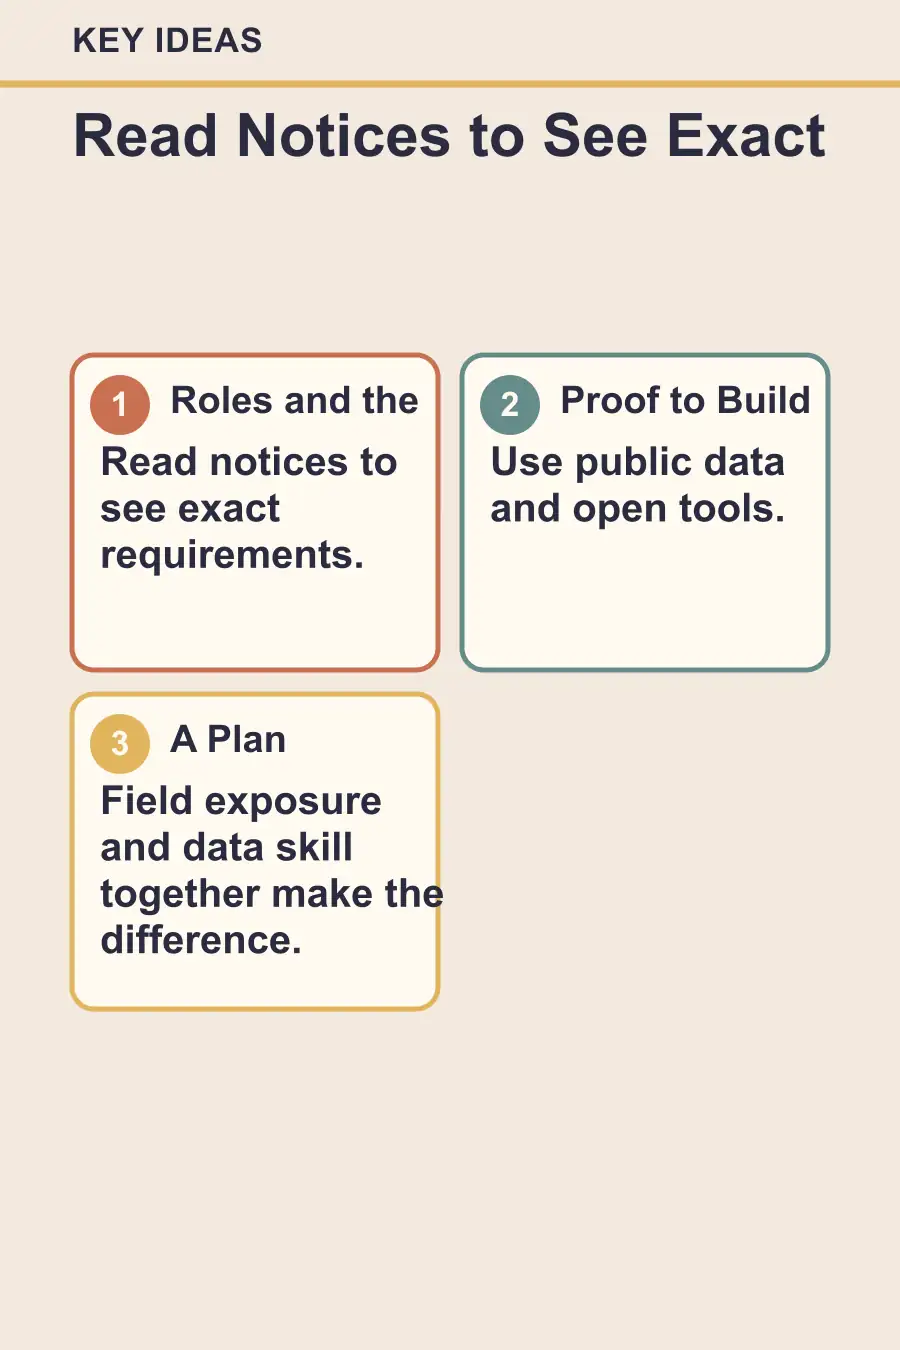 KEY IDEAS
Read Notices to See Exact
1 Roles and the
Read notices to
see exact
requirements.
2 Proof to Build
Use public data
and open tools.
3 A Plan
Field exposure
and data skill
together make the
difference.